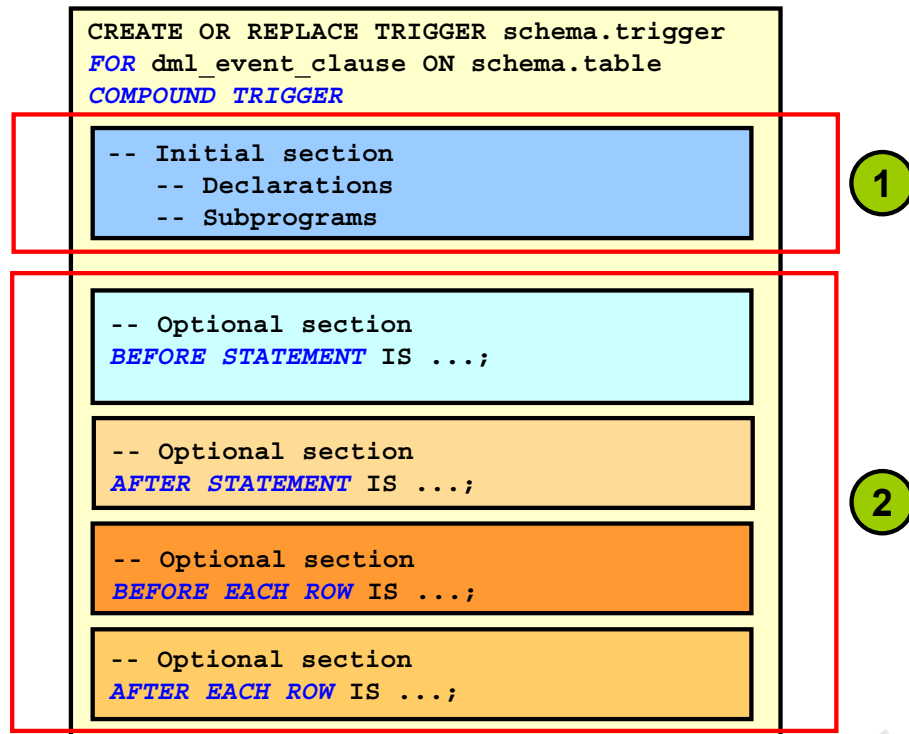 CREATE OR REPLACE TRIGGER schema.trigger
FOR dml_event_clause ON schema.table
COMPOUND TRIGGER
-- Initial section
-- Declarations
-- Subprograms
1
-- Optional section
BEFORE STATEMENT IS ...;
-- Optional section
AFTER STATEMENT IS ...;
2
-- Optional section
BEFORE EACH ROW IS ...;
-- Optional section
AFTER EACH ROW IS ...;